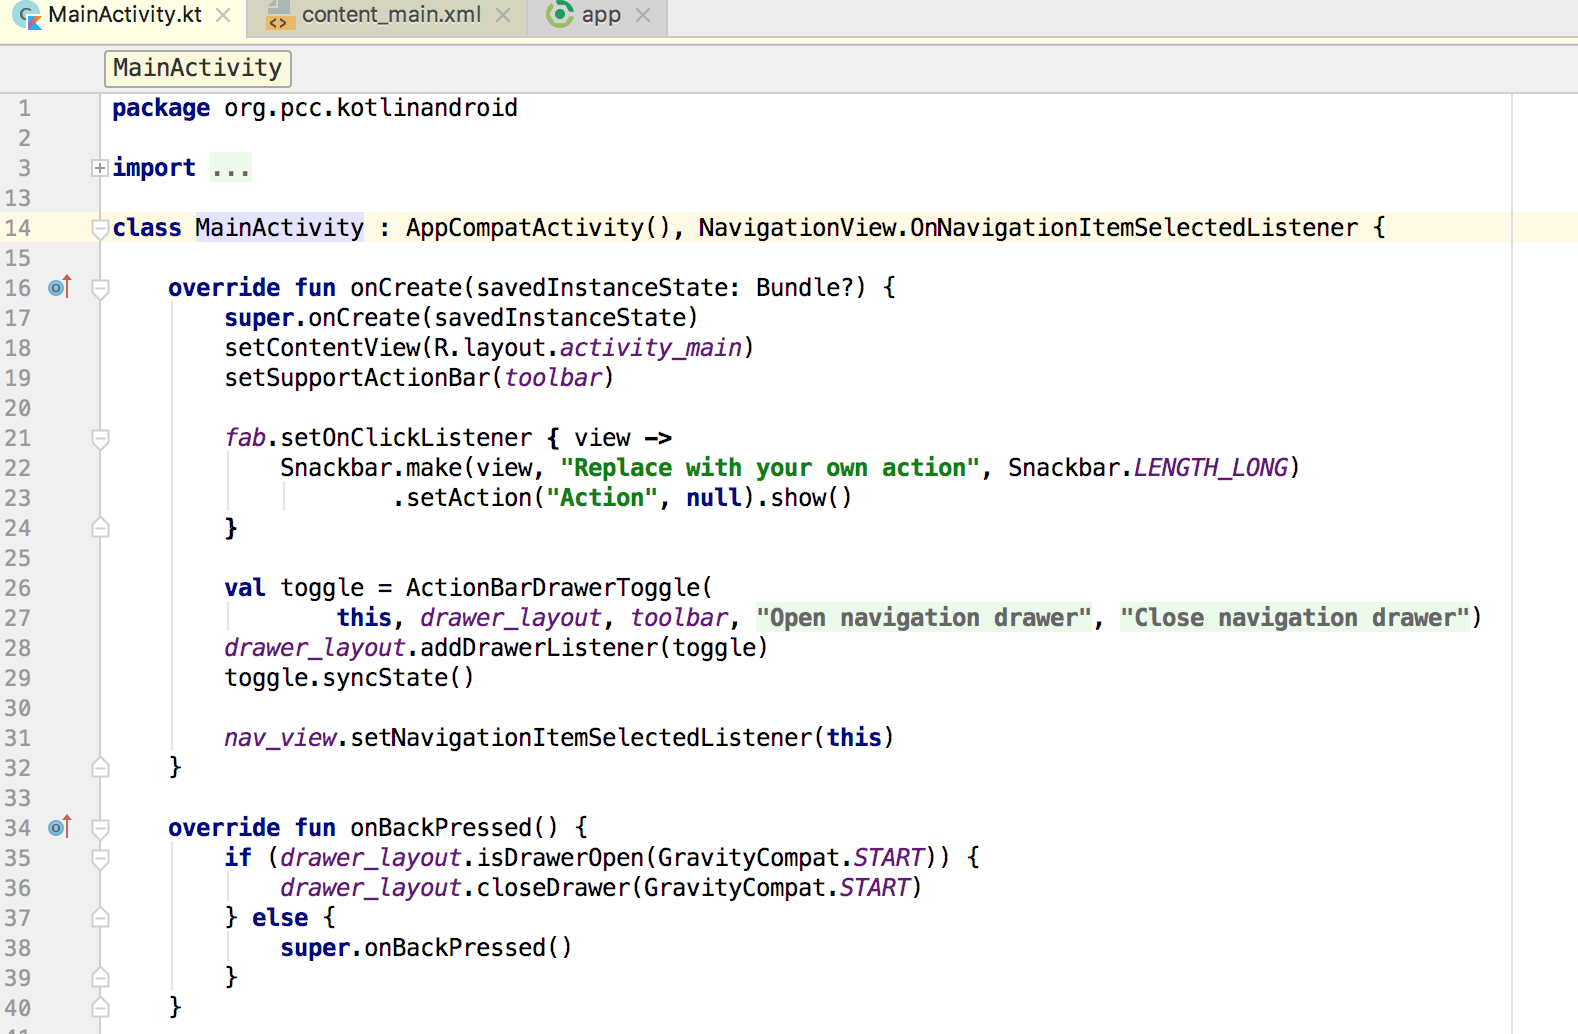 MainActivity.kt content_main.xml app
MainActivity
1 package org.pcc.kotlinandroid
2
3 import ...
13
14 class MainActivity : AppCompatActivity(), NavigationView.OnNavigationItemSelectedListener {
15
16     override fun onCreate(savedInstanceState: Bundle?) {
17         super.onCreate(savedInstanceState)
18         setContentView(R.layout.activity_main)
19         setSupportActionBar(toolbar)
20
21         fab.setOnClickListener { view ->
22             Snackbar.make(view, "Replace with your own action", Snackbar.LENGTH_LONG)
23                     .setAction("Action", null).show()
24         }
25
26         val toggle = ActionBarDrawerToggle(
27                 this, drawer_layout, toolbar, "Open navigation drawer", "Close navigation drawer")
28         drawer_layout.addDrawerListener(toggle)
29         toggle.syncState()
30
31         nav_view.setNavigationItemSelectedListener(this)
32     }
33
34     override fun onBackPressed() {
35         if (drawer_layout.isDrawerOpen(GravityCompat.START)) {
36             drawer_layout.closeDrawer(GravityCompat.START)
37         } else {
38             super.onBackPressed()
39         }
40     }